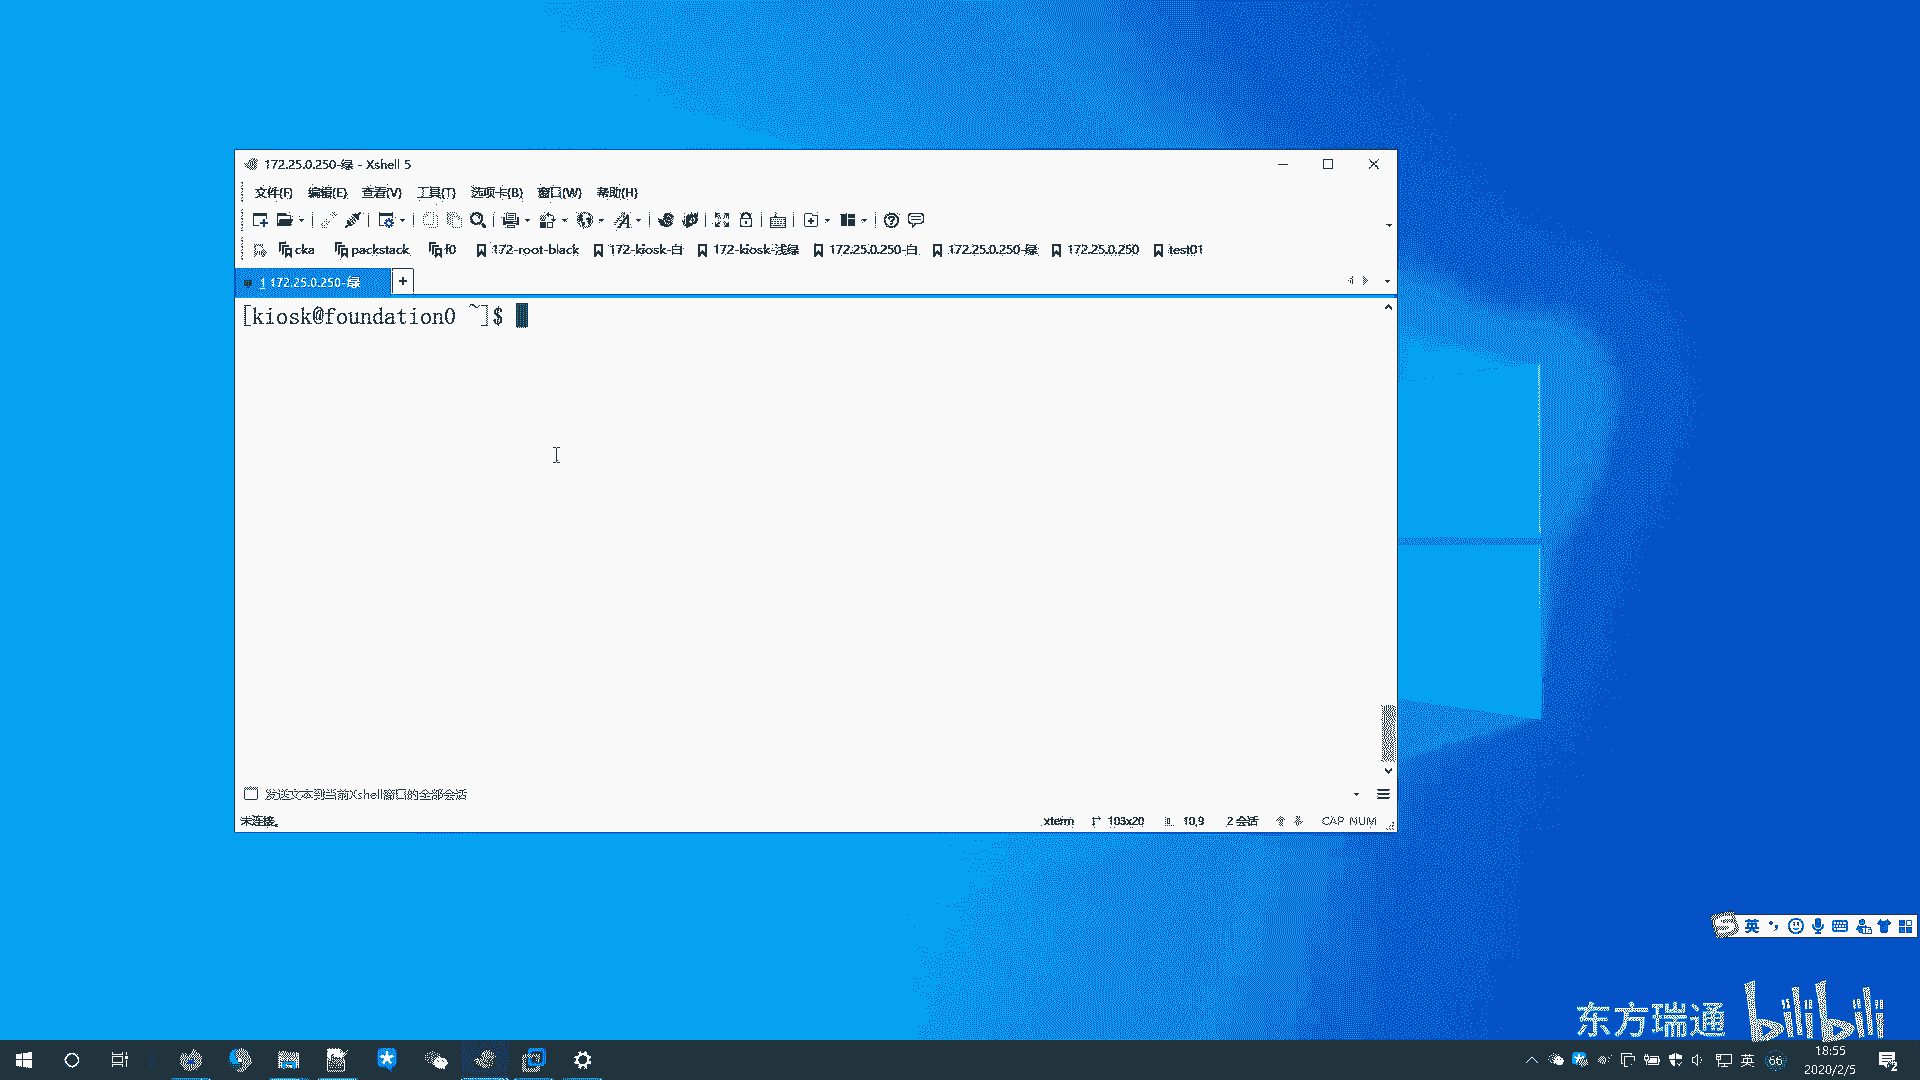 172.25.0.250-绿 - Xshell 5
文件(F) 编辑(E) 查看(V) 工具(T) 选项卡(B) 窗口(W) 帮助(H)
cka packstack f0 172-root-black 172-kiosk-白 172-kiosk-浅绿 172.25.0.250-白 172.25.0.250-绿 172.25.0.250 test01
1 172.25.0.250-绿 +
[kiosk@foundation0 ~]$
发送文本到当前Xshell窗口的全部会话
未连接。 xterm 103x20 10,9 2 会话 CAP NUM
英
东方瑞通 bilibili
英 66 18:55
2020/2/5 2